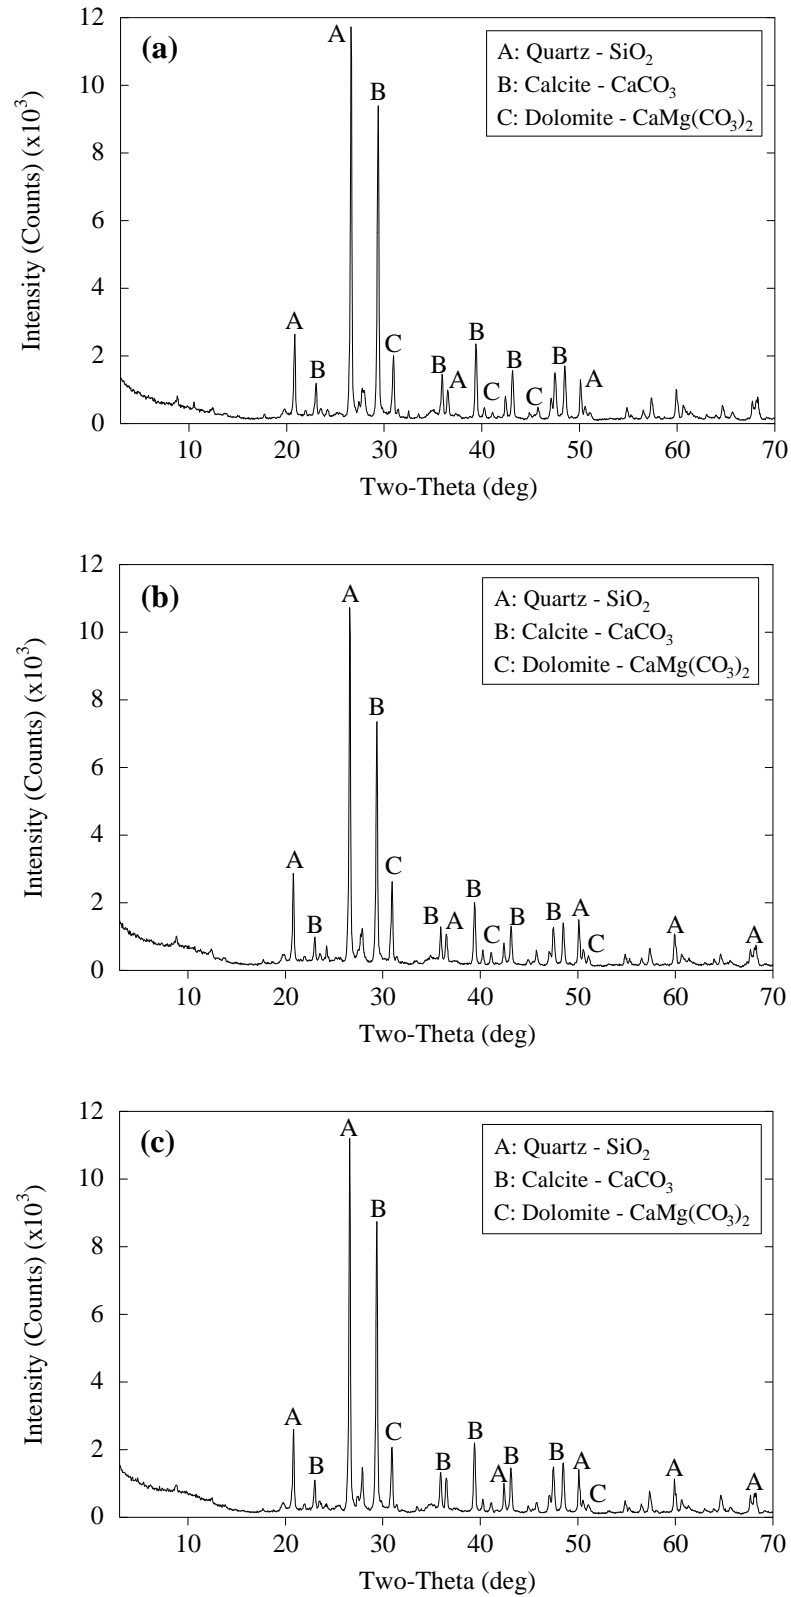 (a)
A: Quartz - SiO₂
B: Calcite - CaCO₃
C: Dolomite - CaMg(CO₃)₂
Intensity (Counts) (x10³)
12
10
8
6
4
2
0
A
B
A
B
C
B
A
B
C
B
C
B
A
10 20 30 40 50 60 70
Two-Theta (deg)
(b)
A: Quartz - SiO₂
B: Calcite - CaCO₃
C: Dolomite - CaMg(CO₃)₂
Intensity (Counts) (x10³)
12
10
8
6
4
2
0
A
B
A
B
C
B
A
B
C
B
B
A
C
A
A
10 20 30 40 50 60 70
Two-Theta (deg)
(c)
A: Quartz - SiO₂
B: Calcite - CaCO₃
C: Dolomite - CaMg(CO₃)₂
Intensity (Counts) (x10³)
12
10
8
6
4
2
0
A
B
A
B
C
B
B
A
B
B
A
C
A
A
10 20 30 40 50 60 70
Two-Theta (deg)